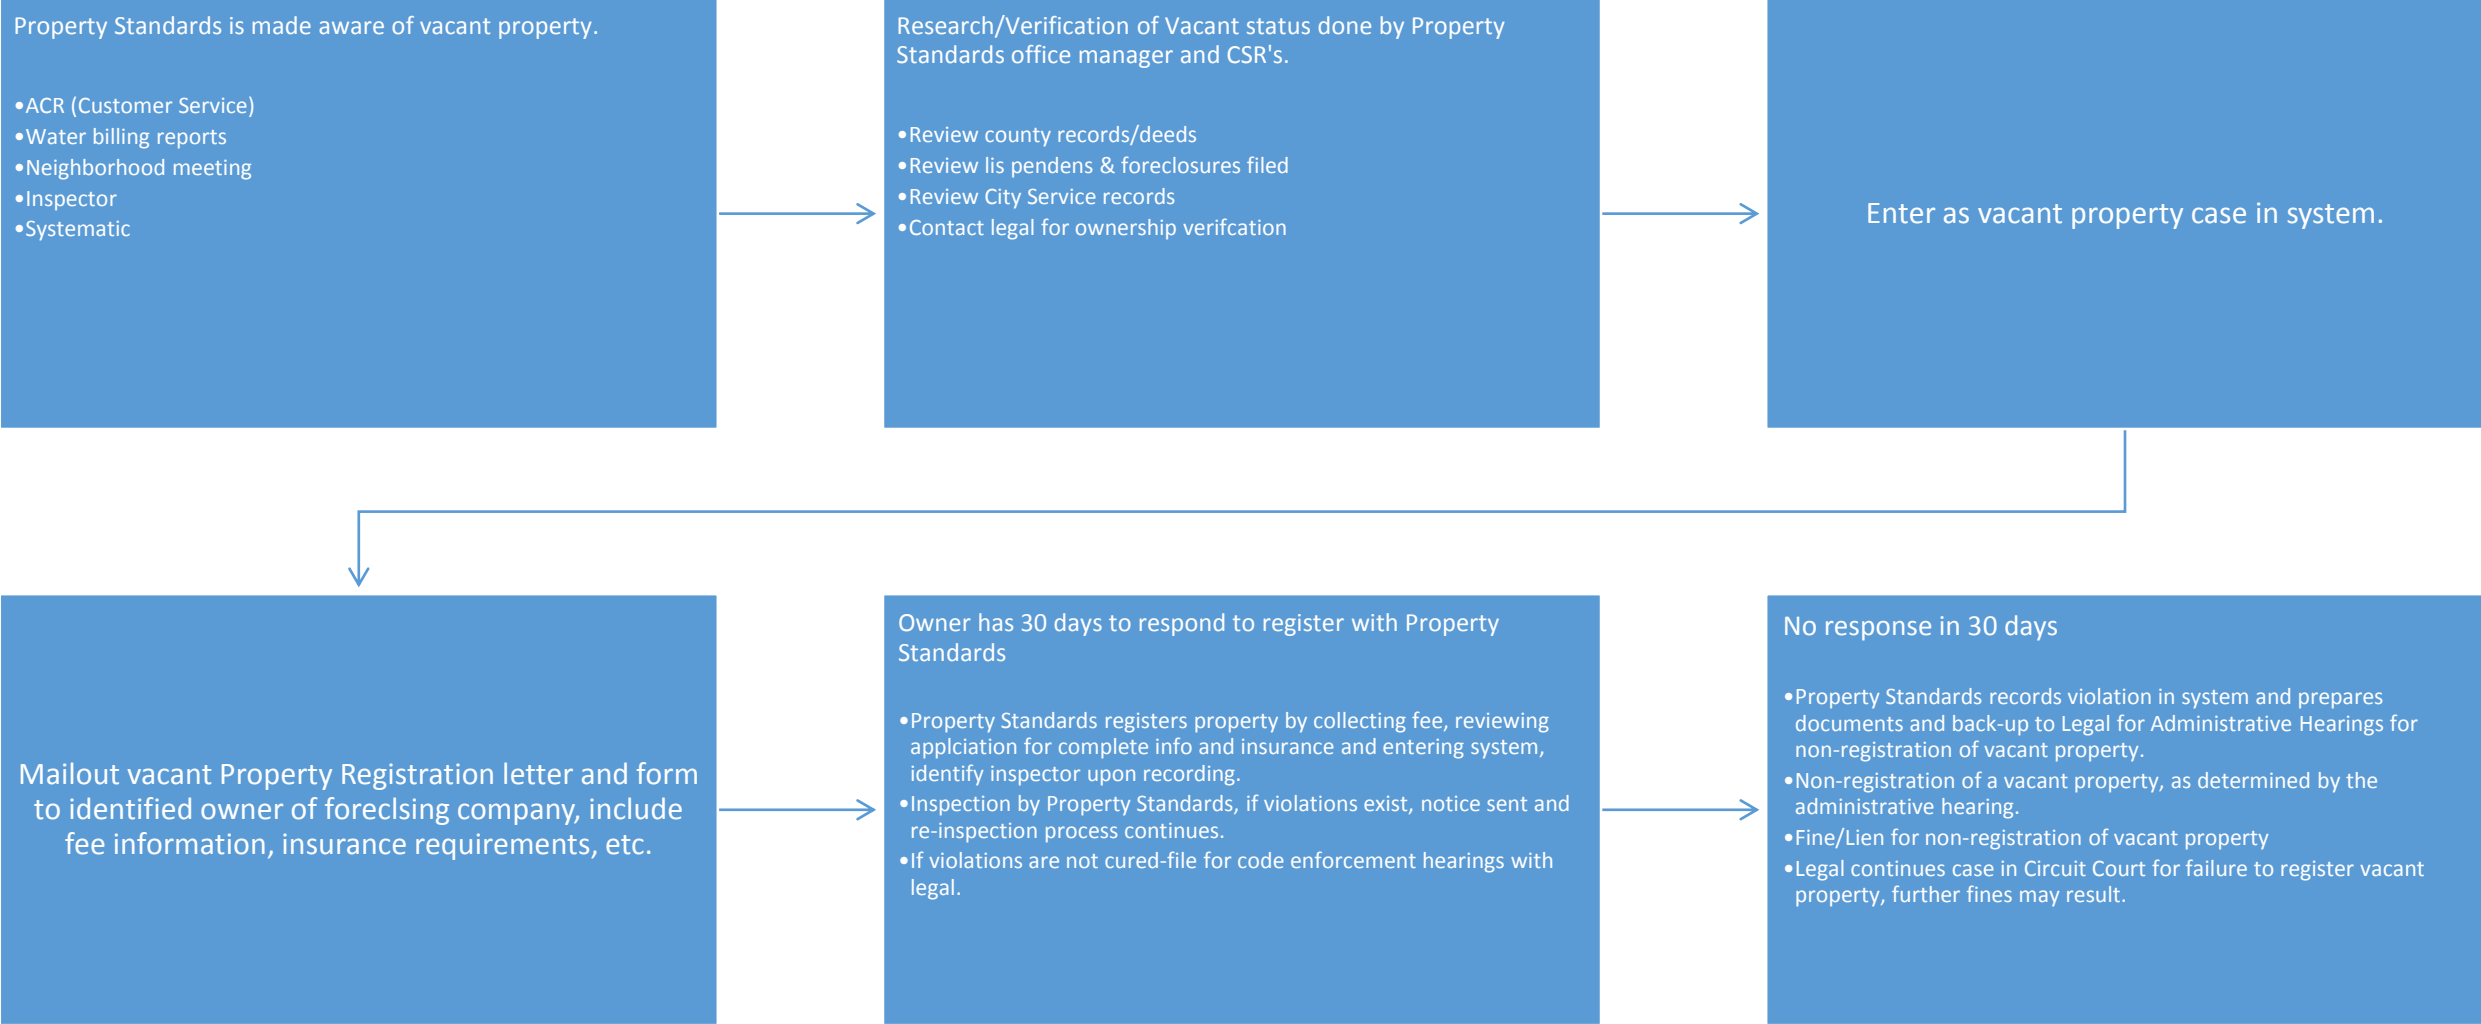 Property Standards is made aware of vacant property.
•ACR (Customer Service)
•Water billing reports
•Neighborhood meeting
•Inspector
•Systematic
Research/Verification of Vacant status done by Property
Standards office manager and CSR's.
•Review county records/deeds
•Review lis pendens & foreclosures filed
•Review City Service records
•Contact legal for ownership verifcation
Enter as vacant property case in system.
Mailout vacant Property Registration letter and form
to identified owner of foreclsing company, include
fee information, insurance requirements, etc.
Owner has 30 days to respond to register with Property
Standards
•Property Standards registers property by collecting fee, reviewing
applciation for complete info and insurance and entering system,
identify inspector upon recording.
•Inspection by Property Standards, if violations exist, notice sent and
re-inspection process continues.
•If violations are not cured-file for code enforcement hearings with
legal.
No response in 30 days
•Property Standards records violation in system and prepares
documents and back-up to Legal for Administrative Hearings for
non-registration of vacant property.
•Non-registration of a vacant property, as determined by the
administrative hearing.
•Fine/Lien for non-registration of vacant property
•Legal continues case in Circuit Court for failure to register vacant
property, further fines may result.